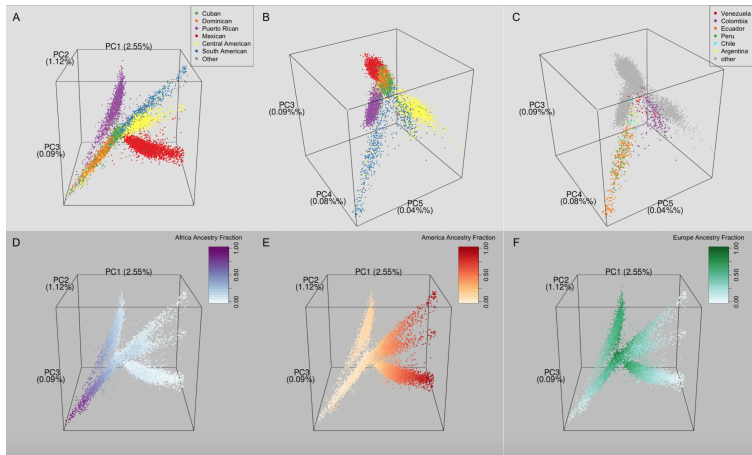 A
PC2
(1.12%)
PC1 (2.55%)
PC3
(0.09%)
Cuban
Dominican
Puerto Rican
Mexican
Central American
South American
Other
B
PC3
(0.09%%)
PC4
(0.08%%)
PC5
(0.04%%)
C
PC3
(0.09%%)
PC4
(0.08%%)
PC5
(0.04%%)
Venezuela
Colombia
Ecuador
Peru
Chile
Argentina
other
D
Africa Ancestry Fraction
1.00
0.50
0.00
PC2
(1.12%)
PC1 (2.55%)
PC3
(0.09%)
E
America Ancestry Fraction
1.00
0.50
0.00
PC2
(1.12%)
PC1 (2.55%)
PC3
(0.09%)
F
Europe Ancestry Fraction
1.00
0.50
0.00
PC2
(1.12%)
PC1 (2.55%)
PC3
(0.09%)